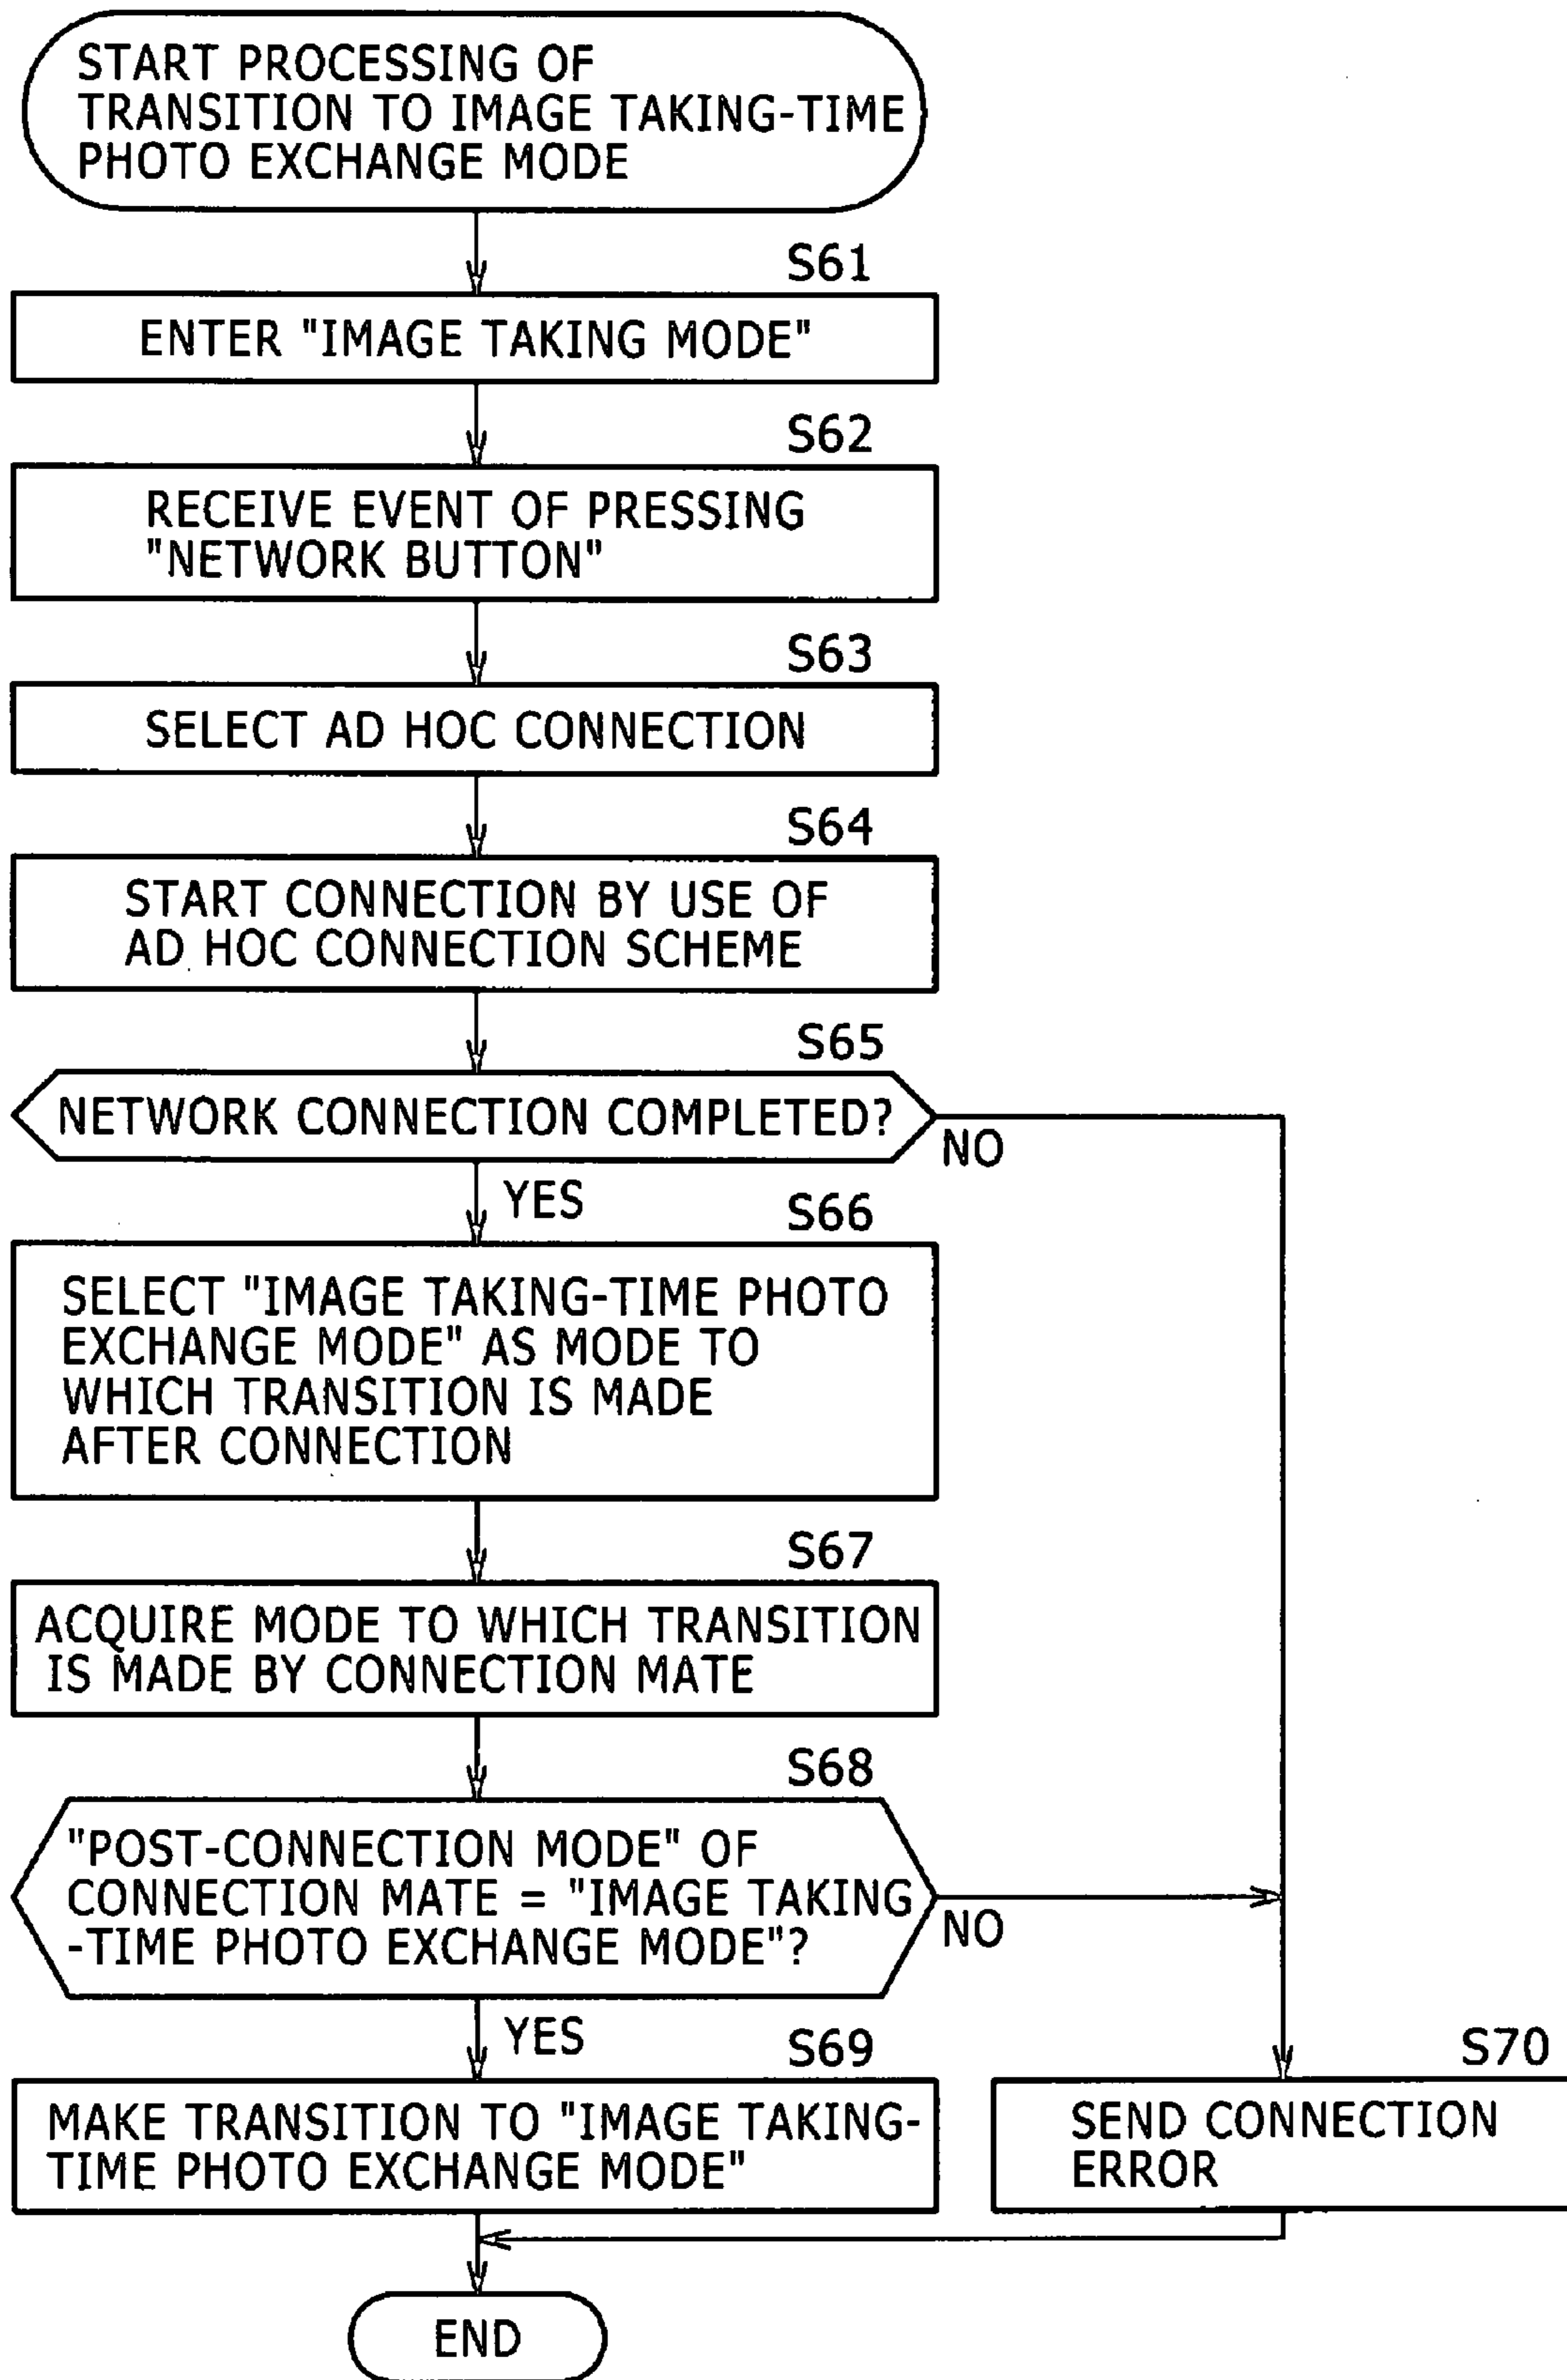 START PROCESSING OF
TRANSITION TO IMAGE TAKING-TIME
PHOTO EXCHANGE MODE
S61
ENTER "IMAGE TAKING MODE"
S62
RECEIVE EVENT OF PRESSING
"NETWORK BUTTON"
S63
SELECT AD HOC CONNECTION
S64
START CONNECTION BY USE OF
AD HOC CONNECTION SCHEME
S65
NETWORK CONNECTION COMPLETED?
NO
YES
S66
SELECT "IMAGE TAKING-TIME PHOTO
EXCHANGE MODE" AS MODE TO
WHICH TRANSITION IS MADE
AFTER CONNECTION
S67
ACQUIRE MODE TO WHICH TRANSITION
IS MADE BY CONNECTION MATE
S68
"POST-CONNECTION MODE" OF
CONNECTION MATE = "IMAGE TAKING
-TIME PHOTO EXCHANGE MODE"?
NO
YES
S69
MAKE TRANSITION TO "IMAGE TAKING-
TIME PHOTO EXCHANGE MODE"
S70
SEND CONNECTION
ERROR
END